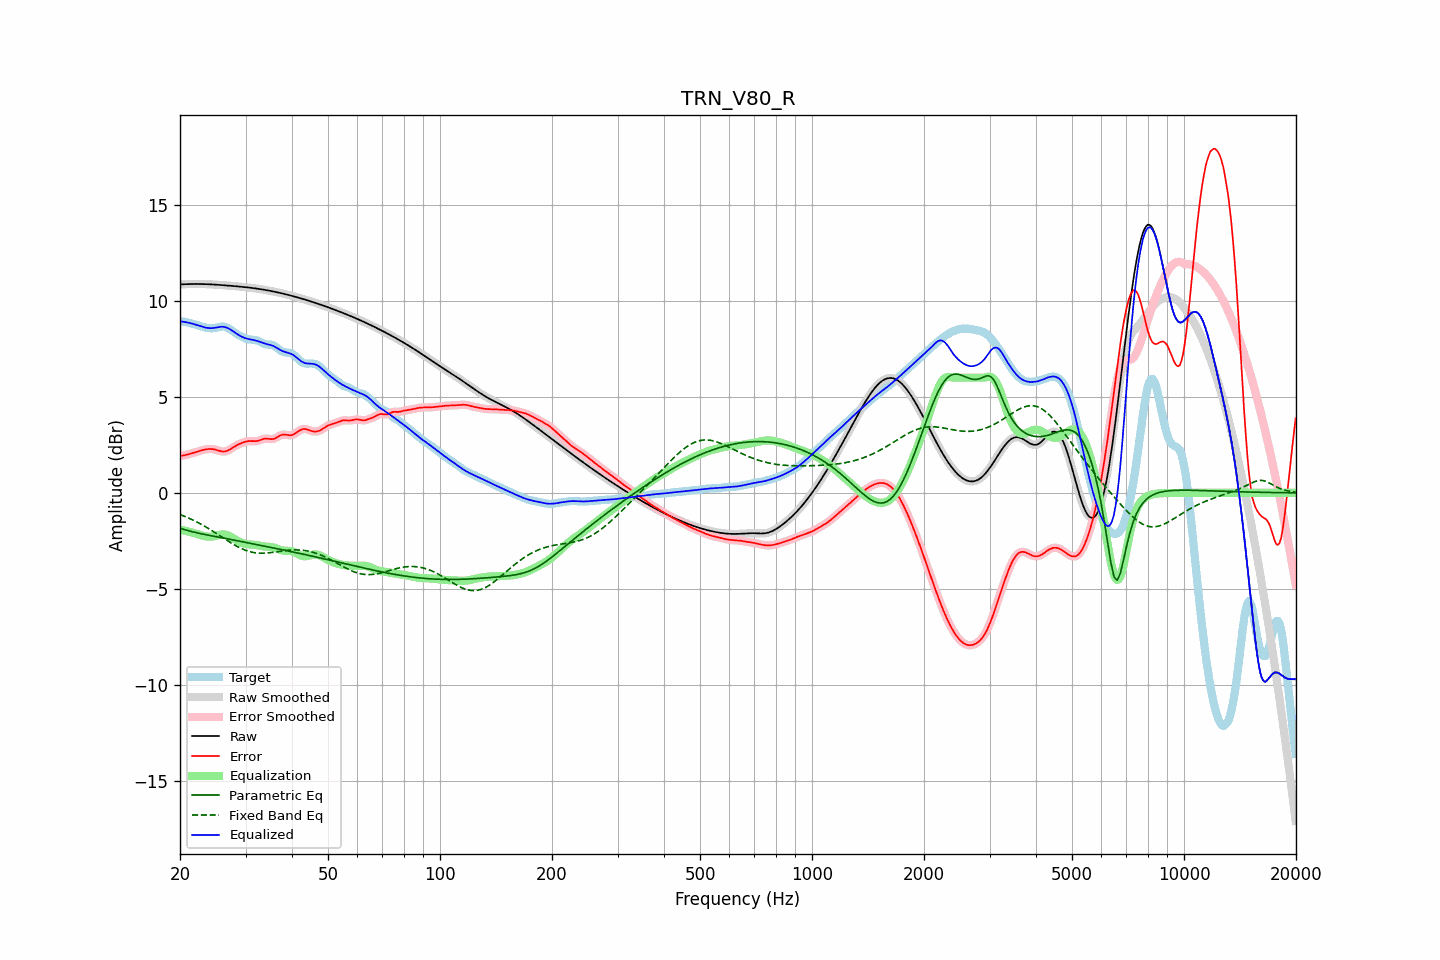 TRN_V80_R
Amplitude (dBr)
15
10
5
0
−5
−10
−15
Target
Raw Smoothed
Error Smoothed
Raw
Error
Equalization
Parametric Eq
Fixed Band Eq
Equalized
20 50 100 200 500 1000 2000 5000 10000 20000
Frequency (Hz)